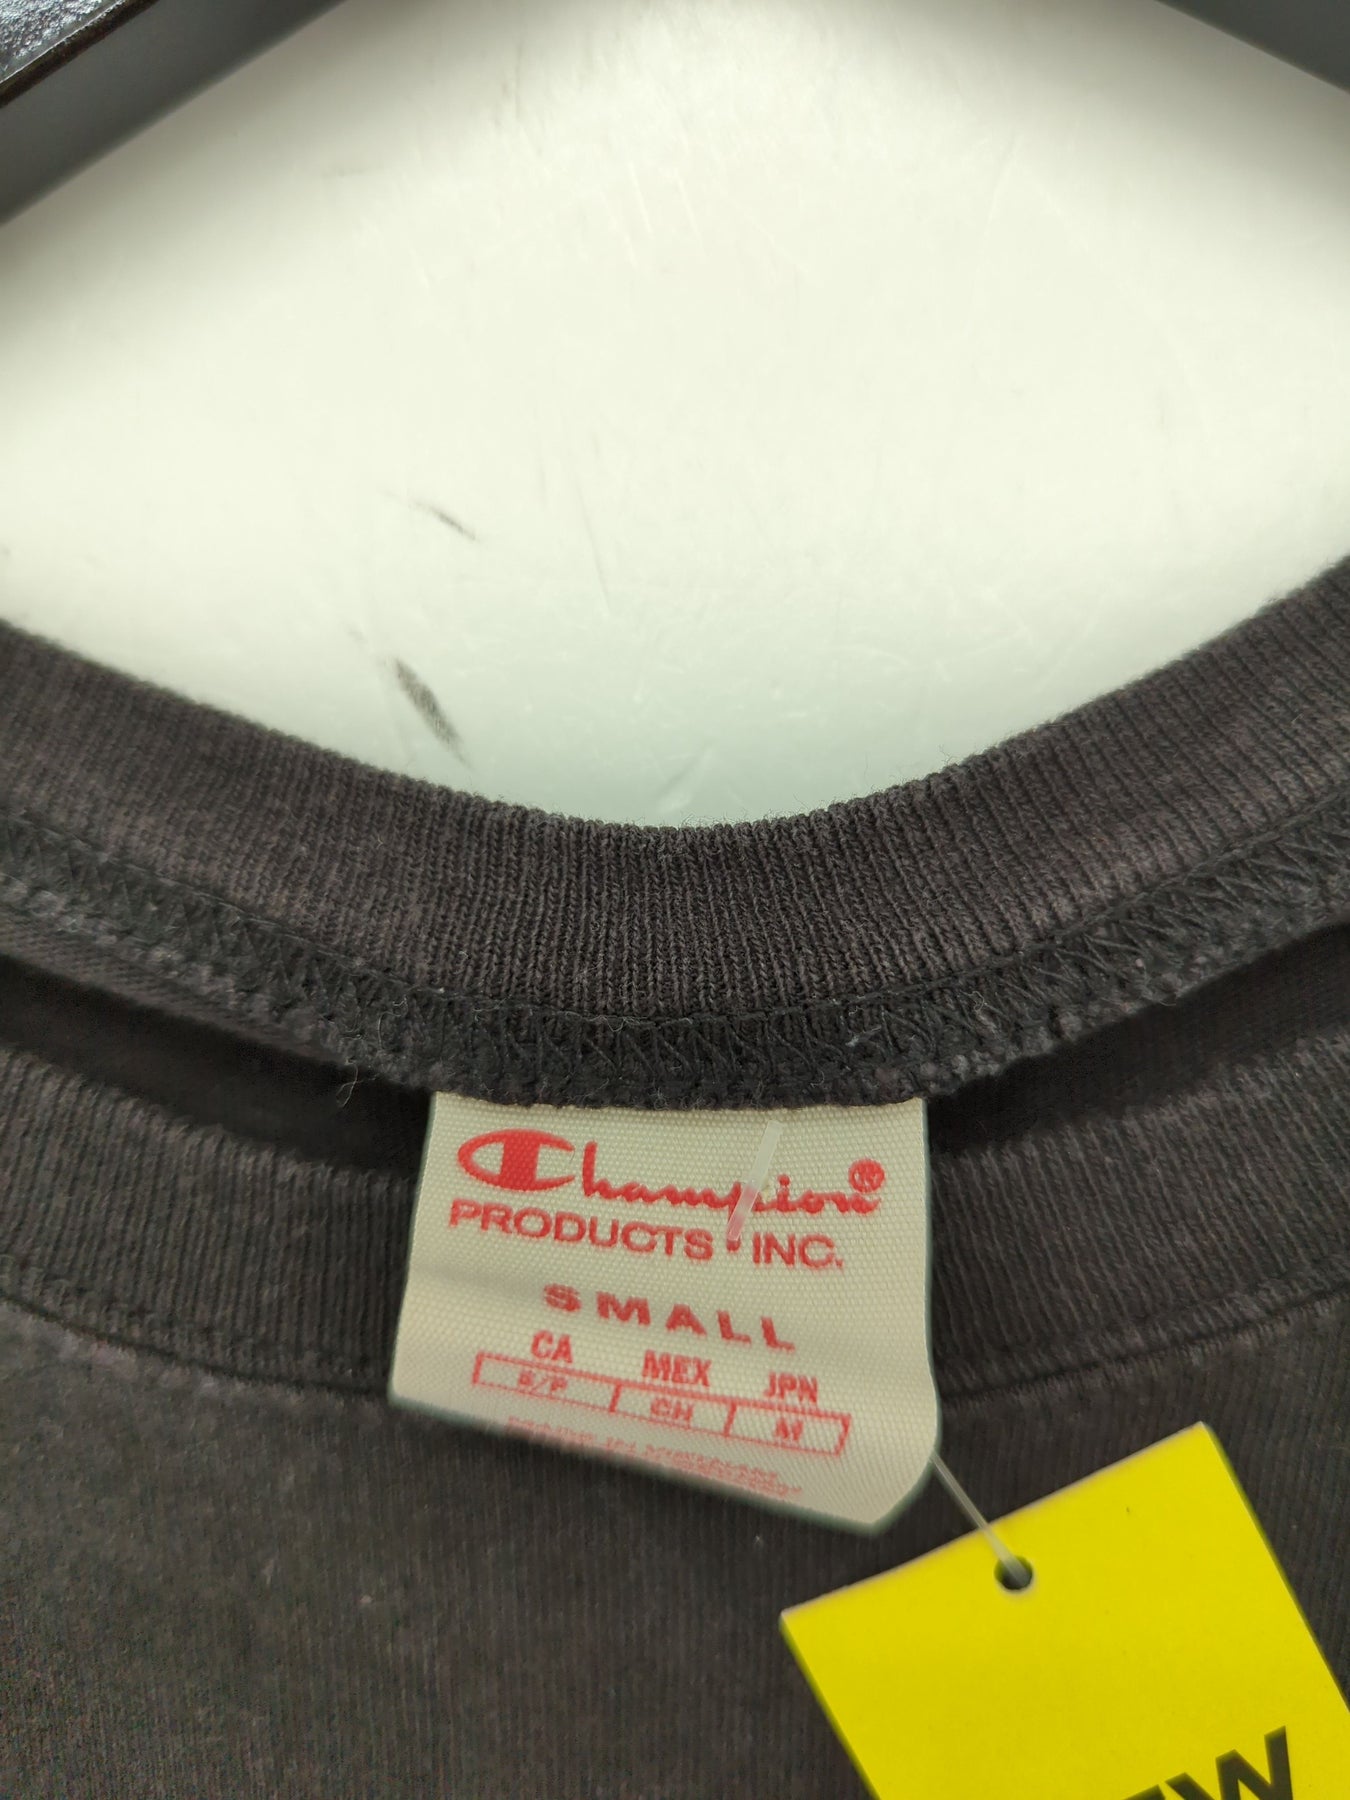 Champion®
PRODUCTS • INC.
SMALL
CA MEX JPN
S/P CH M